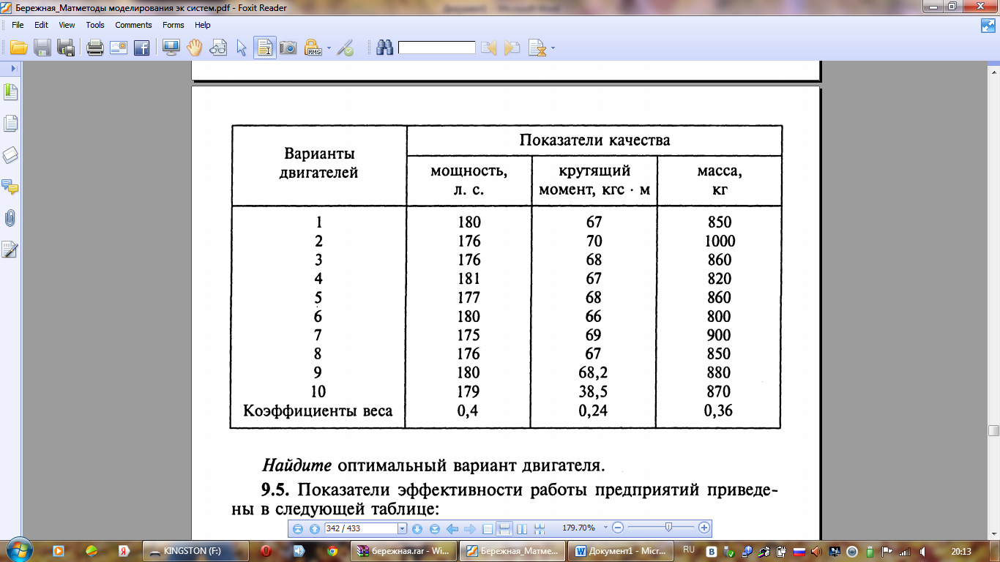 Бережная_Матметоды моделирования эк систем.pdf - Foxit Reader
File Edit View Tools Comments Forms Help
RMS
Варианты двигателей
Показатели качества
мощность, л. с.
крутящий момент, кгс · м
масса, кг
1 180 67 850
2 176 70 1000
3 176 68 860
4 181 67 820
5 177 68 860
6 180 66 800
7 175 69 900
8 176 67 850
9 180 68,2 880
10 179 38,5 870
Коэффициенты веса 0,4 0,24 0,36
Найдите оптимальный вариант двигателя.
9.5. Показатели эффективности работы предприятий приведе-
ны в следующей таблице:
342 / 433 179.70%
KINGSTON (F:) бережная.rar - Wi... Бережная_Матме... Документ1 - Micr... RU 20:13